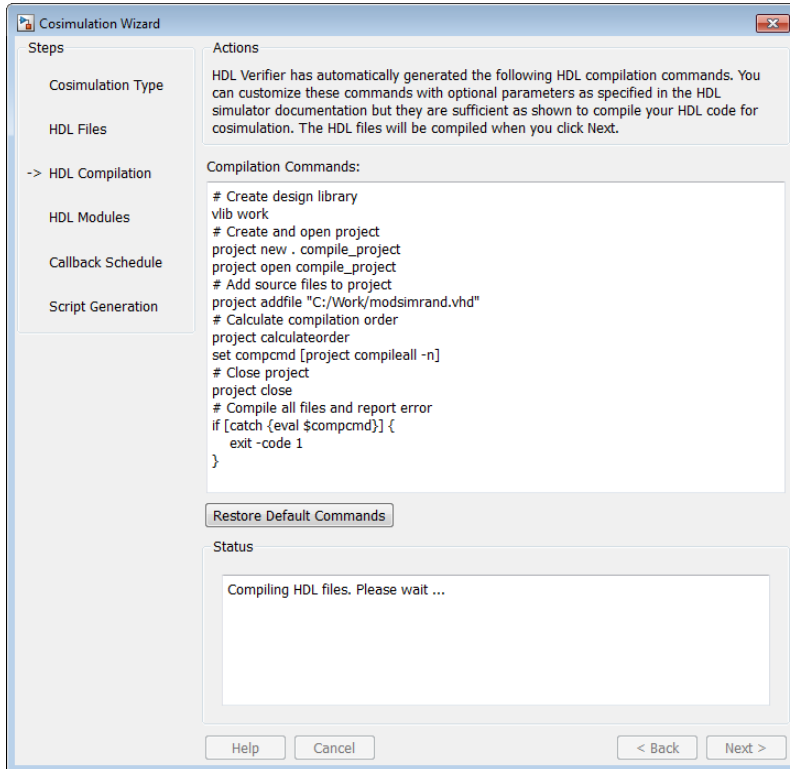 Cosimulation Wizard
Steps
Cosimulation Type
HDL Files
-> HDL Compilation
HDL Modules
Callback Schedule
Script Generation
Actions
HDL Verifier has automatically generated the following HDL compilation commands. You
can customize these commands with optional parameters as specified in the HDL
simulator documentation but they are sufficient as shown to compile your HDL code for
cosimulation. The HDL files will be compiled when you click Next.
Compilation Commands:
# Create design library
vlib work
# Create and open project
project new . compile_project
project open compile_project
# Add source files to project
project addfile "C:/Work/modsimrand.vhd"
# Calculate compilation order
project calculateorder
set compcmd [project compileall -n]
# Close project
project close
# Compile all files and report error
if [catch {eval $compcmd}] {
exit -code 1
}
Restore Default Commands
Status
Compiling HDL files. Please wait ...
Help Cancel < Back Next >